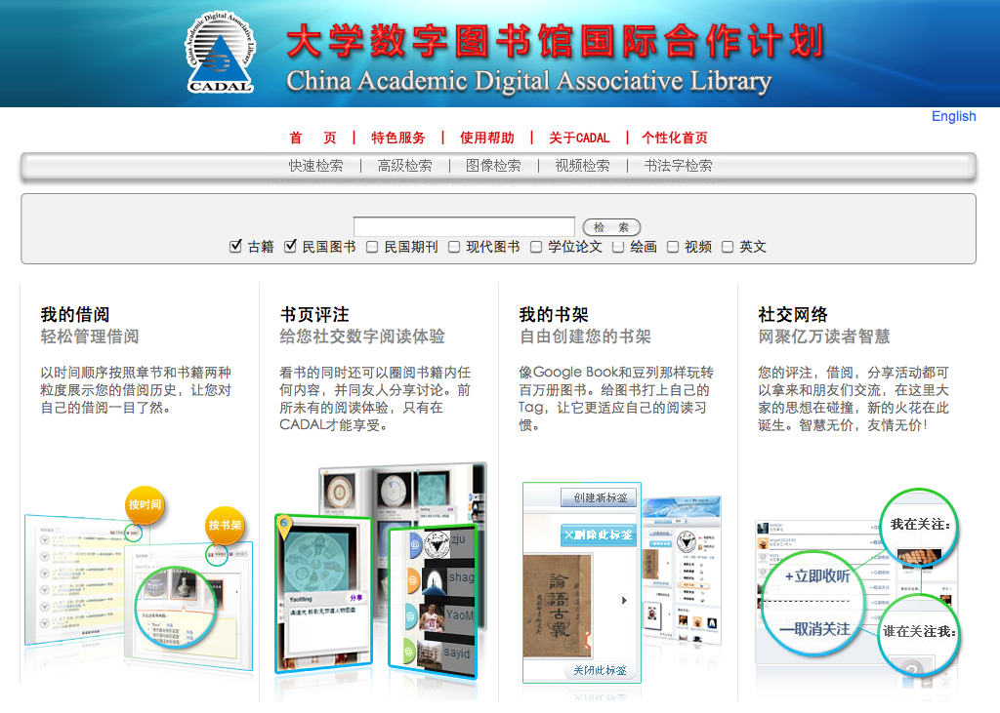 China Academic Digital Associative Library
CADAL
大学数字图书馆国际合作计划
China Academic Digital Associative Library
English
首 页 | 特色服务 | 使用帮助 | 关于CADAL | 个性化首页
快速检索 | 高级检索 | 图像检索 | 视频检索 | 书法字检索
检 索
古籍 民国图书 民国期刊 现代图书 学位论文 绘画 视频 英文
我的借阅
轻松管理借阅
以时间顺序按照章节和书籍两种
粒度展示您的借阅历史，让您对
自己的借阅一目了然。
按时间
按书架
书页评注
给您社交数字阅读体验
看书的同时还可以圈阅书籍内任
何内容，并同友人分享讨论。前
所未有的阅读体验，只有在
CADAL才能享受。
YaoMing 分享
zju
shag
YaoM
sayid
我的书架
自由创建您的书架
像Google Book和豆列那样玩转
百万册图书。给图书打上自己的
Tag，让它更适应自己的阅读习
惯。
创建新标签
×删除此标签
論語古義
关闭此标签
社交网络
网聚亿万读者智慧
您的评注，借阅，分享活动都可
以拿来和朋友们交流，在这里大
家的思想在碰撞，新的火花在此
诞生。智慧无价，友情无价！
我在关注:
+立即收听
—取消关注
谁在关注我: